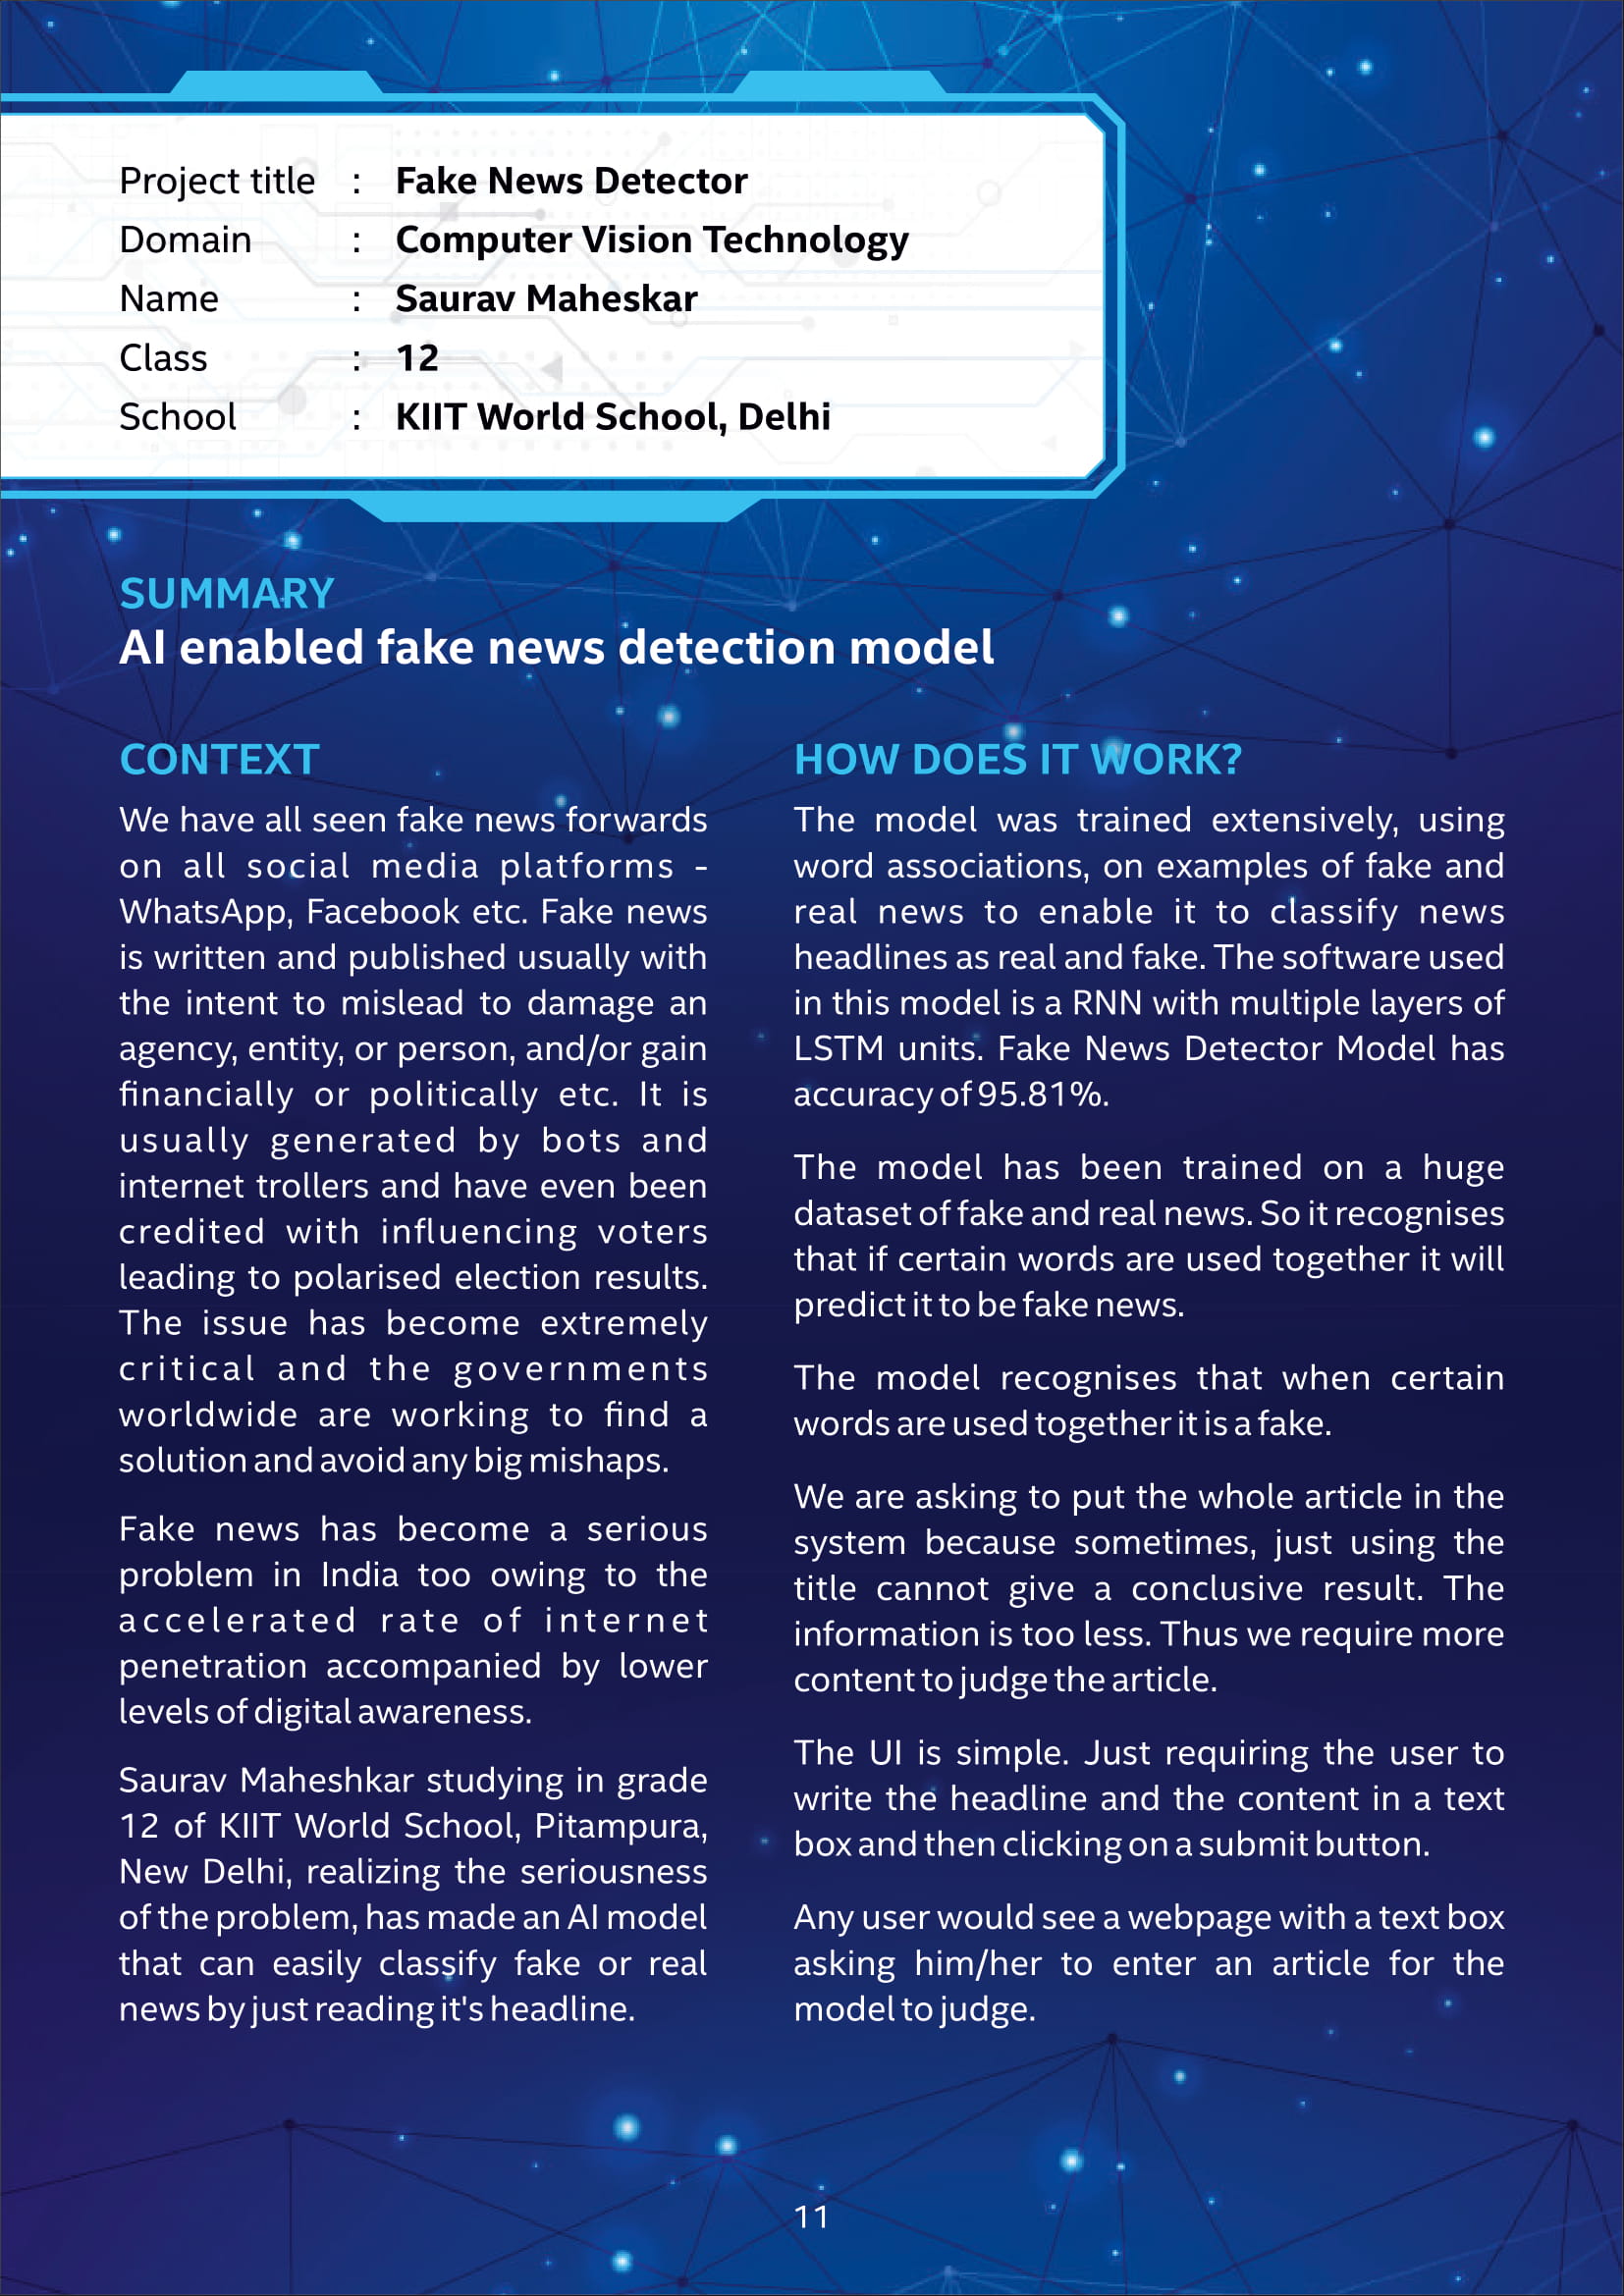 Project title : Fake News Detector
Domain : Computer Vision Technology
Name : Saurav Maheskar
Class : 12
School : KIIT World School, Delhi
SUMMARY
AI enabled fake news detection model
CONTEXT
We have all seen fake news forwards
on all social media platforms -
WhatsApp, Facebook etc. Fake news
is written and published usually with
the intent to mislead to damage an
agency, entity, or person, and/or gain
financially or politically etc. It is
usually generated by bots and
internet trollers and have even been
credited with influencing voters
leading to polarised election results.
The issue has become extremely
critical and the governments
worldwide are working to find a
solution and avoid any big mishaps.
Fake news has become a serious
problem in India too owing to the
accelerated rate of internet
penetration accompanied by lower
levels of digital awareness.
Saurav Maheshkar studying in grade
12 of KIIT World School, Pitampura,
New Delhi, realizing the seriousness
of the problem, has made an AI model
that can easily classify fake or real
news by just reading it's headline.
HOW DOES IT WORK?
The model was trained extensively, using
word associations, on examples of fake and
real news to enable it to classify news
headlines as real and fake. The software used
in this model is a RNN with multiple layers of
LSTM units. Fake News Detector Model has
accuracy of 95.81%.
The model has been trained on a huge
dataset of fake and real news. So it recognises
that if certain words are used together it will
predict it to be fake news.
The model recognises that when certain
words are used together it is a fake.
We are asking to put the whole article in the
system because sometimes, just using the
title cannot give a conclusive result. The
information is too less. Thus we require more
content to judge the article.
The UI is simple. Just requiring the user to
write the headline and the content in a text
box and then clicking on a submit button.
Any user would see a webpage with a text box
asking him/her to enter an article for the
model to judge.
11